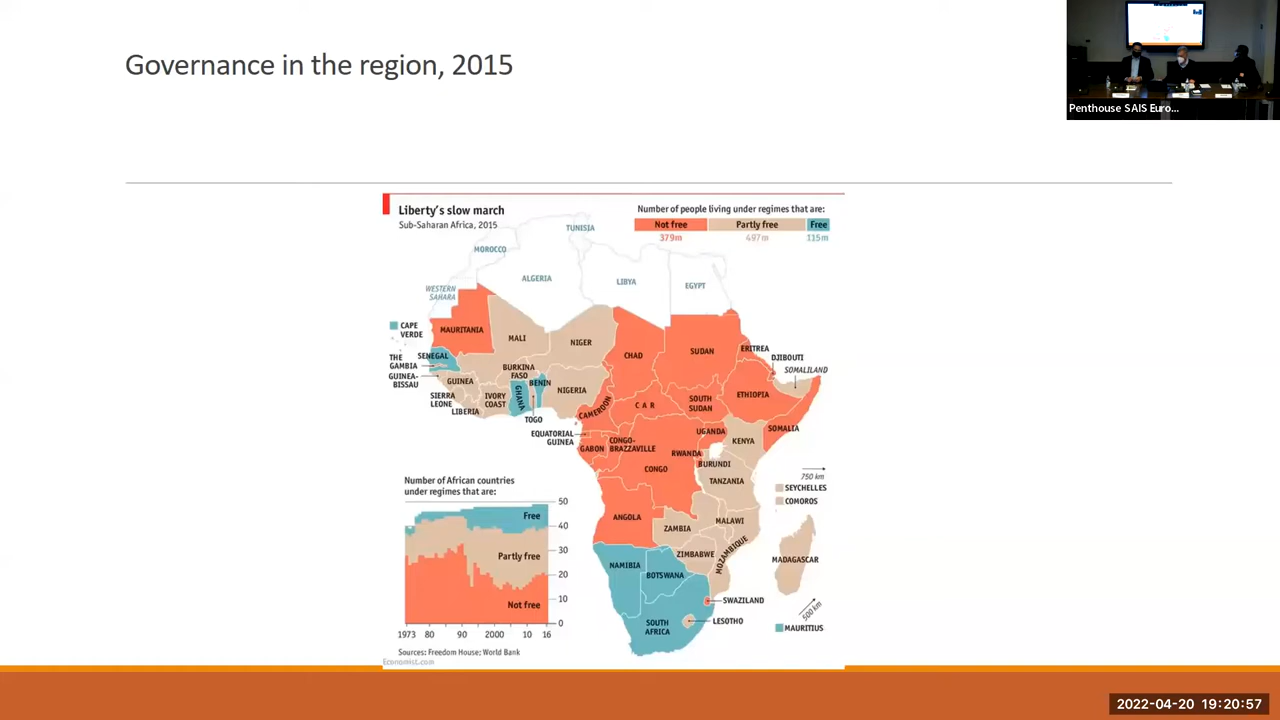 Governance in the region, 2015
Penthouse SAIS Euro...
Liberty's slow march
Sub-Saharan Africa, 2015
Number of people living under regimes that are:
Not free
Partly free
Free
379m
497m
115m
TUNISIA
MOROCCO
ALGERIA
LIBYA
EGYPT
WESTERN
SAHARA
CAPE
VERDE
MAURITANIA
MALI
NIGER
CHAD
SUDAN
ERITREA
DJIBOUTI
SOMALILAND
THE
GAMBIA
SENEGAL
GUINEA-
BISSAU
GUINEA
BURKINA
FASO
BENIN
NIGERIA
SIERRA
LEONE
LIBERIA
IVORY
COAST
GHANA
TOGO
CAMEROON
CAR
SOUTH
SUDAN
ETHIOPIA
SOMALIA
EQUATORIAL
GUINEA
GABON
CONGO-
BRAZZAVILLE
UGANDA
KENYA
RWANDA
BURUNDI
CONGO
TANZANIA
750 km
SEYCHELLES
COMOROS
ANGOLA
ZAMBIA
MALAWI
MOZAMBIQUE
ZIMBABWE
MADAGASCAR
NAMIBIA
BOTSWANA
SWAZILAND
SOUTH
AFRICA
LESOTHO
500 km
MAURITIUS
Number of African countries
under regimes that are:
50
Free
40
30
Partly free
20
10
Not free
0
1973 80 90 2000 10 16
Sources: Freedom House; World Bank
Economist.com
2022-04-20 19:20:57